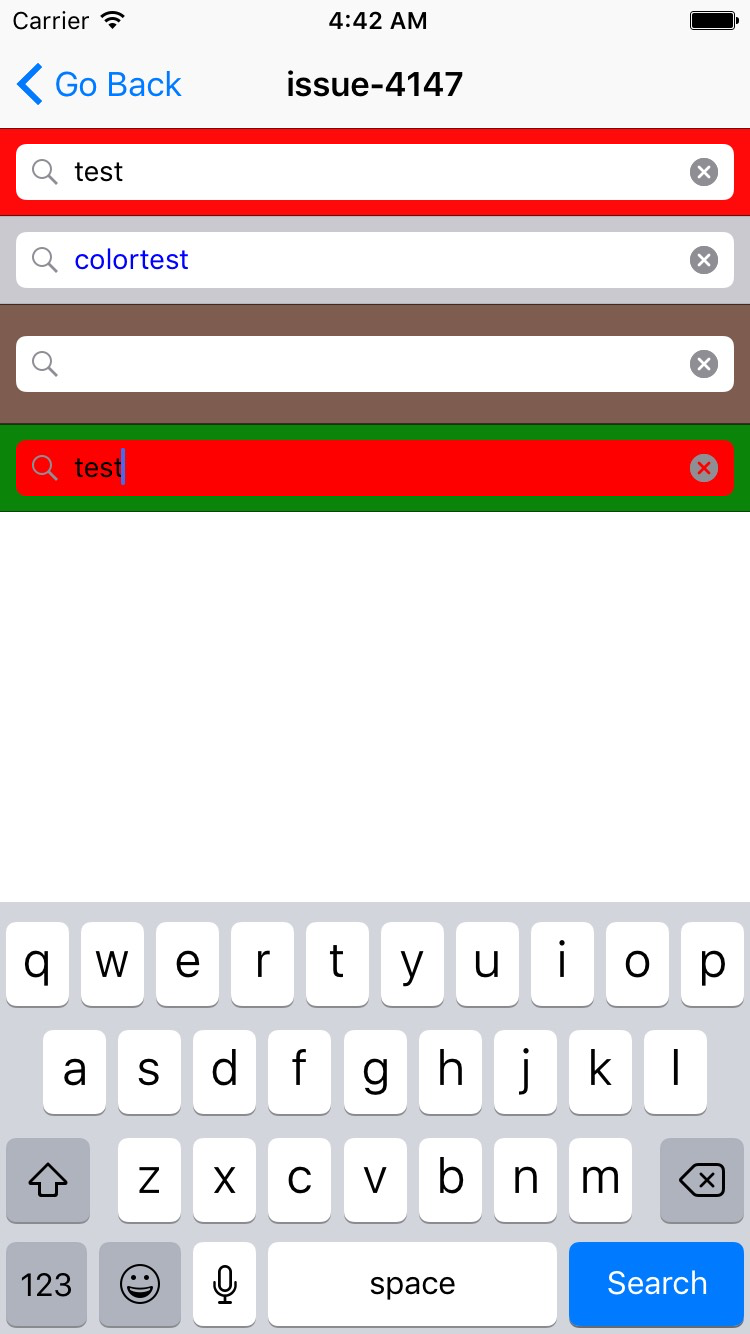 Carrier 4:42 AM
Go Back issue-4147
test
colortest
test
q w e r t y u i o p
a s d f g h j k l
z x c v b n m
123 space Search